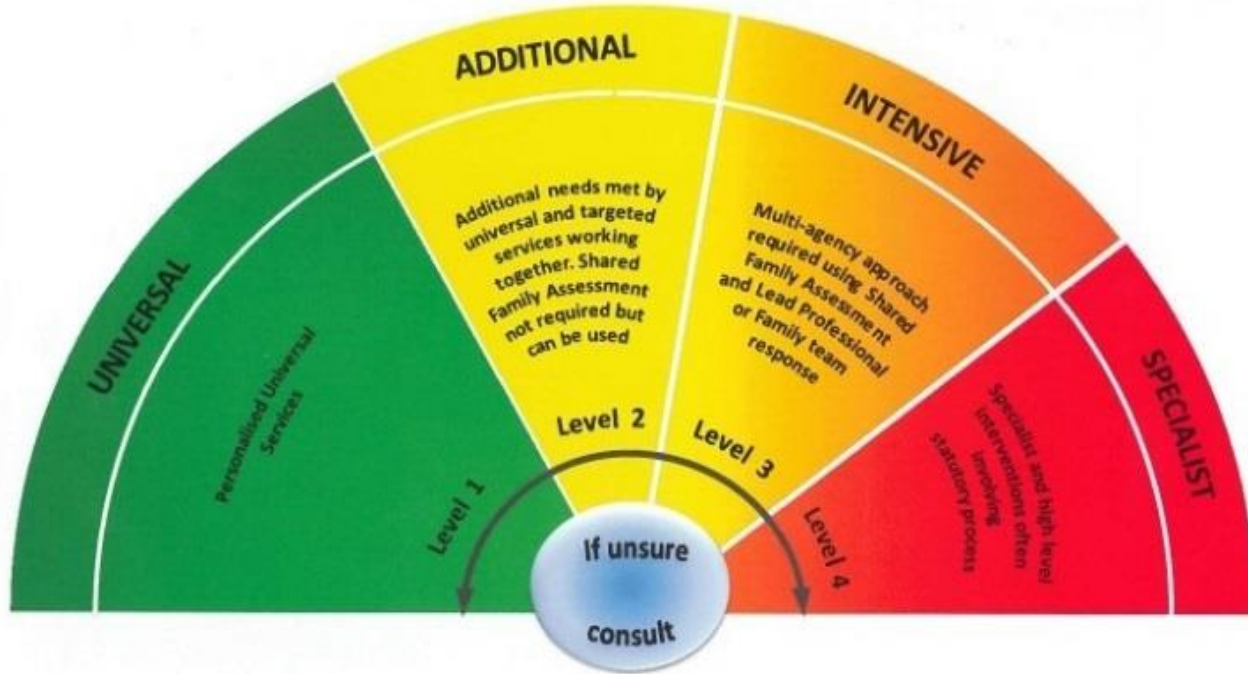 UNIVERSAL
Personalised Universal
Services
Level 1
ADDITIONAL
Additional needs met by
universal and targeted
services working
together. Shared
Family Assessment
not required but
can be used
Level 2
INTENSIVE
Multi-agency approach
required using Shared
Family Assessment
and Lead Professional
or Family team
response
Level 3
SPECIALIST
Specialist and high level
interventions often
involving
statutory process
Level 4
If unsure
consult